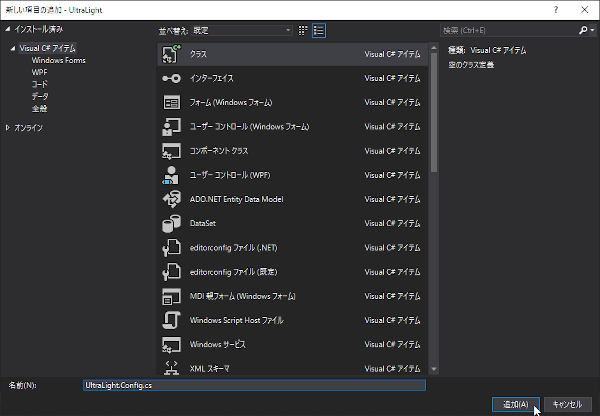 新しい項目の追加 - UltraLight
インストール済み
並べ替え: 既定
検索 (Ctrl+E)
Visual C# アイテム
Windows Forms
WPF
コード
データ
全般
オンライン
クラス Visual C# アイテム
インターフェイス Visual C# アイテム
フォーム (Windows フォーム) Visual C# アイテム
ユーザー コントロール (Windows フォーム) Visual C# アイテム
コンポーネント クラス Visual C# アイテム
ユーザー コントロール (WPF) Visual C# アイテム
ADO.NET Entity Data Model Visual C# アイテム
DataSet Visual C# アイテム
editorconfig ファイル (.NET) Visual C# アイテム
editorconfig ファイル (既定) Visual C# アイテム
MDI 親フォーム (Windows フォーム) Visual C# アイテム
Windows Script Host ファイル Visual C# アイテム
Windows サービス Visual C# アイテム
XML スキーマ Visual C# アイテム
種類: Visual C# アイテム
空のクラス定義
名前(N): UltraLight.Config.cs
追加(A) キャンセル